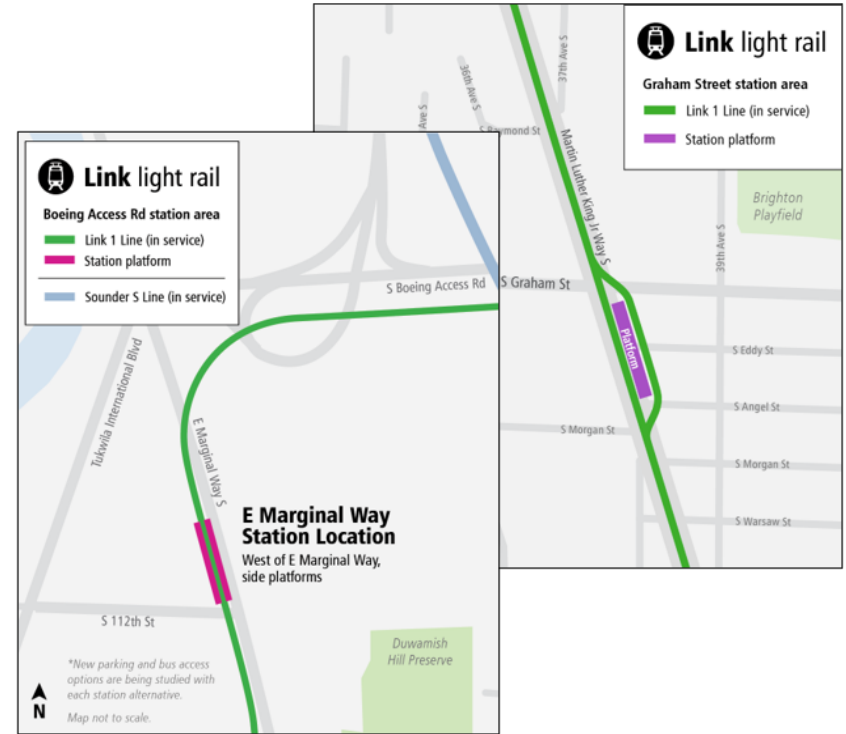 Link light rail
Graham Street station area
Link 1 Line (in service)
Station platform
37th Ave S
36th Ave S
Ave S
S Raymond St
Martin Luther King Jr Way S
Brighton
Playfield
39th Ave S
S Graham St
Platform
S Eddy St
S Angel St
S Morgan St
S Morgan St
S Warsaw St
Link light rail
Boeing Access Rd station area
Link 1 Line (in service)
Station platform
Sounder S Line (in service)
S Boeing Access Rd
Tukwila International Blvd
E Marginal Way S
E Marginal Way
Station Location
West of E Marginal Way,
side platforms
S 112th St
Duwamish
Hill Preserve
*New parking and bus access
options are being studied with
each station alternative.
Map not to scale.
N